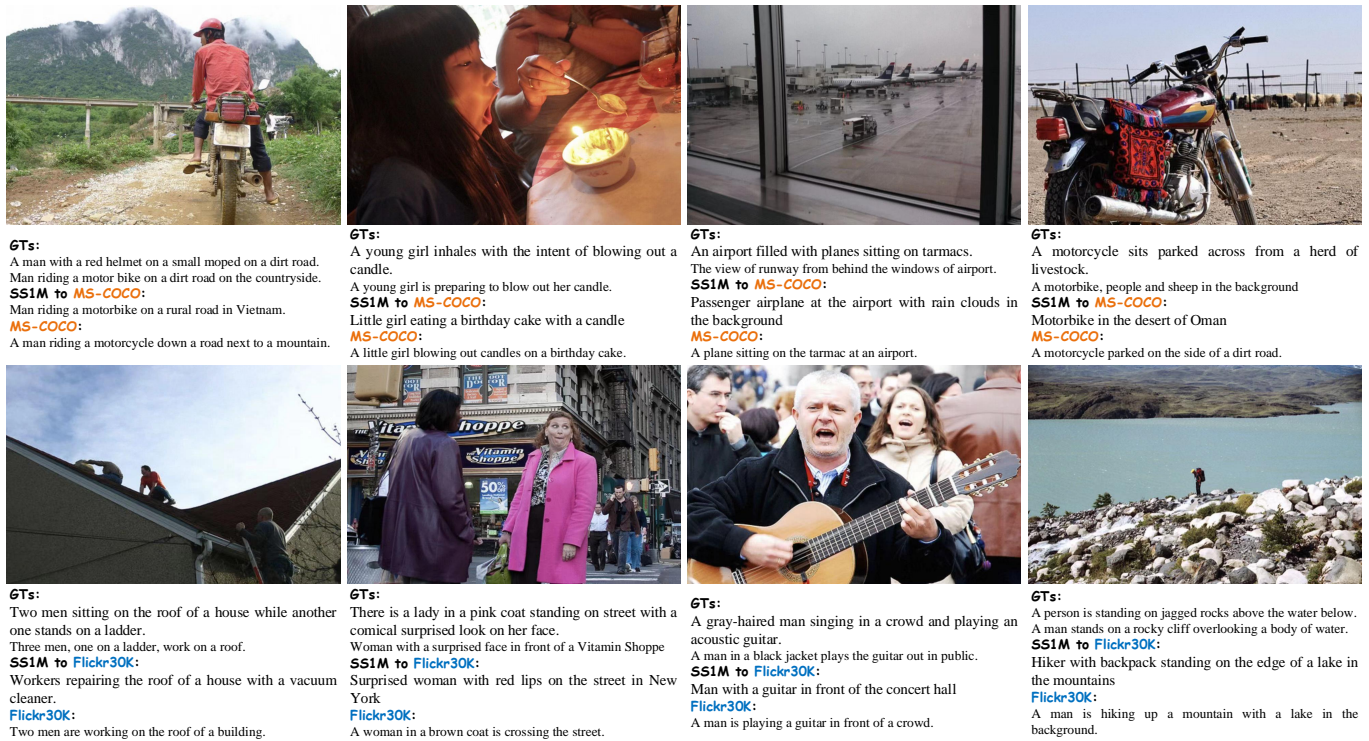 GTs:
A man with a red helmet on a small moped on a dirt road.
Man riding a motor bike on a dirt road on the countryside.
SS1M to MS-COCO:
Man riding a motorbike on a rural road in Vietnam.
MS-COCO:
A man riding a motorcycle down a road next to a mountain.
GTs:
A young girl inhales with the intent of blowing out a
candle.
A young girl is preparing to blow out her candle.
SS1M to MS-COCO:
Little girl eating a birthday cake with a candle
MS-COCO:
A little girl blowing out candles on a birthday cake.
GTs:
An airport filled with planes sitting on tarmacs.
The view of runway from behind the windows of airport.
SS1M to MS-COCO:
Passenger airplane at the airport with rain clouds in
the background
MS-COCO:
A plane sitting on the tarmac at an airport.
GTs:
A motorcycle sits parked across from a herd of
livestock.
A motorbike, people and sheep in the background
SS1M to MS-COCO:
Motorbike in the desert of Oman
MS-COCO:
A motorcycle parked on the side of a dirt road.
GTs:
Two men sitting on the roof of a house while another
one stands on a ladder.
Three men, one on a ladder, work on a roof.
SS1M to Flickr30K:
Workers repairing the roof of a house with a vacuum
cleaner.
Flickr30K:
Two men are working on the roof of a building.
THE
DOCTOR
THE Vitamin Shoppe
THE Vitamin
Shoppe
50%
GTs:
There is a lady in a pink coat standing on street with a
comical surprised look on her face.
Woman with a surprised face in front of a Vitamin Shoppe
SS1M to Flickr30K:
Surprised woman with red lips on the street in New
York
Flickr30K:
A woman in a brown coat is crossing the street.
GTs:
A gray-haired man singing in a crowd and playing an
acoustic guitar.
A man in a black jacket plays the guitar out in public.
SS1M to Flickr30K:
Man with a guitar in front of the concert hall
Flickr30K:
A man is playing a guitar in front of a crowd.
GTs:
A person is standing on jagged rocks above the water below.
A man stands on a rocky cliff overlooking a body of water.
SS1M to Flickr30K:
Hiker with backpack standing on the edge of a lake in
the mountains
Flickr30K:
A man is hiking up a mountain with a lake in the
background.